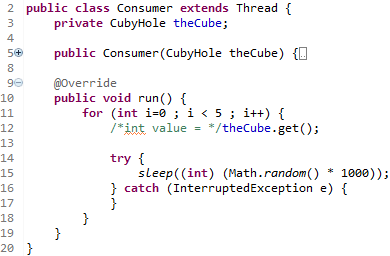 2 public class Consumer extends Thread {
3     private CubyHole theCube;
4
5     public Consumer(CubyHole theCube) {..
8
9     @Override
10     public void run() {
11         for (int i=0 ; i < 5 ; i++) {
12             /*int value = */theCube.get();
13
14             try {
15                 sleep((int) (Math.random() * 1000));
16             } catch (InterruptedException e) {
17             }
18         }
19     }
20 }